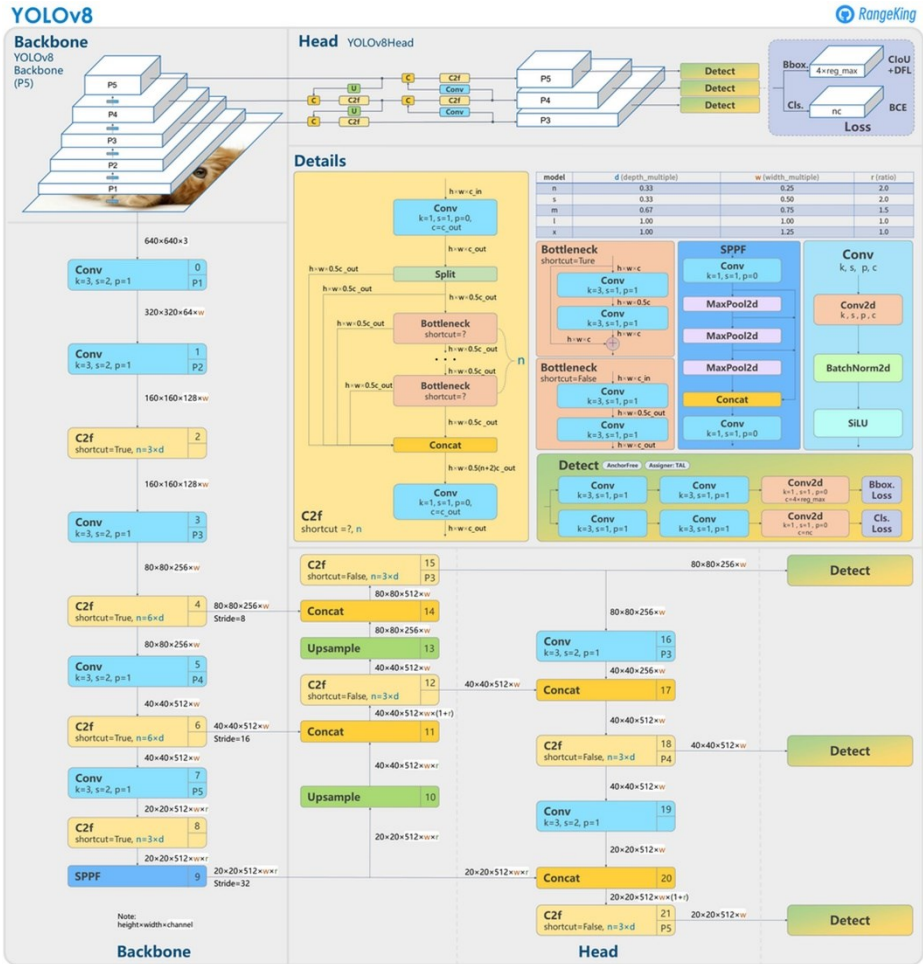 YOLOv8
RangeKing
Backbone
YOLOv8
Backbone
(P5)
P5
P4
P3
P2
P1
Head YOLOv8Head
C
C2f
U
C
C2f
Conv
C
C2f
U
C
C2f
Conv
P5
P4
P3
Detect
Detect
Detect
Bbox.
4×reg_max
CIoU
+DFL
Cls.
nc
BCE
Loss
640×640×3
Conv
k=3, s=2, p=1
0
P1
320×320×64×w
Conv
k=3, s=2, p=1
1
P2
160×160×128×w
C2f
shortcut=True, n=3×d
2
160×160×128×w
Conv
k=3, s=2, p=1
3
P3
80×80×256×w
C2f
shortcut=True, n=6×d
4
80×80×256×w
Stride=8
80×80×256×w
Conv
k=3, s=2, p=1
5
P4
40×40×512×w
C2f
shortcut=True, n=6×d
6
40×40×512×w
Stride=16
40×40×512×w
Conv
k=3, s=2, p=1
7
P5
20×20×512×w×r
C2f
shortcut=True, n=3×d
8
20×20×512×w×r
SPPF
9
20×20×512×w×r
Stride=32
Note:
height×width×channel
Backbone
Details
h=w=c_in
Conv
k=1, s=1, p=0,
c=c_out
h=w=c_out
Split
h=w=0.5c_out
h=w=0.5c_out
h=w=0.5c_out
h=w=0.5c_out
Bottleneck
shortcut=?
h=w=0.5c_out
• • •
h=w=0.5c_out
h=w=0.5c_out
Bottleneck
shortcut=?
n
h=w=0.5c_out
Concat
h=w=0.5(n+2)c_out
Conv
k=1, s=1, p=0,
c=c_out
h=w=c_out
C2f
shortcut =?, n
model d (depth_multiple) w (width_multiple) r (ratio)
n 0.33 0.25 2.0
s 0.33 0.50 2.0
m 0.67 0.75 1.5
l 1.00 1.00 1.0
x 1.00 1.25 1.0
Bottleneck
shortcut=Ture
h=w=c
Conv
k=3, s=1, p=1
h=w=0.5c
Conv
k=3, s=1, p=1
h=w=c
h=w=c
+
Bottleneck
shortcut=False
h=w=c_in
Conv
k=3, s=1, p=1
h=w=0.5c_out
Conv
k=3, s=1, p=1
h=w=c_out
SPPF
Conv
k=1, s=1, p=0
MaxPool2d
MaxPool2d
MaxPool2d
Concat
Conv
k=1, s=1, p=0
Conv
k, s, p, c
Conv2d
k, s, p, c
BatchNorm2d
SiLU
Detect
AnchorFree
Assigner: TAL
Conv
k=3, s=1, p=1
Conv
k=3, s=1, p=1
Conv2d
k=1, s=1, p=0
c=4×reg_max
Bbox.
Loss
Conv
k=3, s=1, p=1
Conv
k=3, s=1, p=1
Conv2d
k=1, s=1, p=0
c=nc
Cls.
Loss
C2f
shortcut=False, n=3×d
15
P3
80×80×256×w
Detect
80×80×512×w
Concat
14
80×80×256×w
Upsample
13
40×40×512×w
C2f
shortcut=False, n=3×d
12
40×40×512×w
40×40×512×w×(1+r)
Concat
11
40×40×512×w×r
Upsample
10
20×20×512×w×r
80×80×256×w
Conv
k=3, s=2, p=1
16
P3
40×40×256×w
Concat
17
40×40×512×w
C2f
shortcut=False, n=3×d
18
P4
40×40×512×w
Detect
40×40×512×w
Conv
k=3, s=2, p=1
19
20×20×512×w
20×20×512×w×r
Concat
20
20×20×512×w×(1+r)
C2f
shortcut=False, n=3×d
21
P5
20×20×512×w
Detect
Head